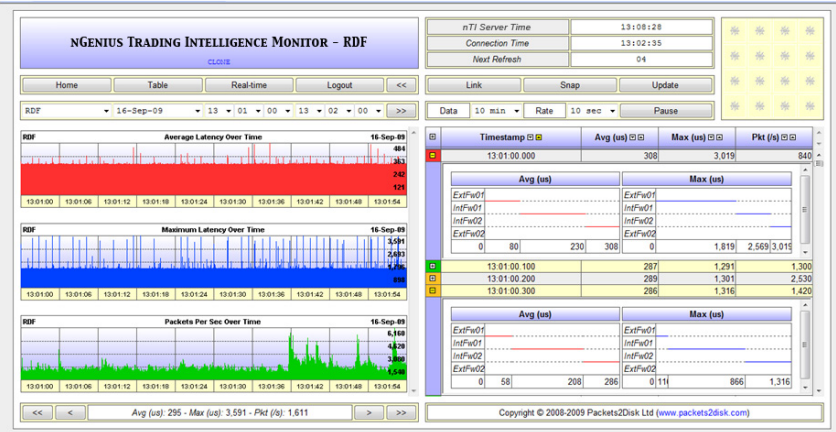 nGenius Trading Intelligence Monitor - RDF
CLONE
nTI Server Time 13:08:28
Connection Time 13:02:35
Next Refresh 04
Home Table Real-time Logout <<
Link Snap Update
RDF 16-Sep-09 13 01 00 13 02 00 >>
Data 10 min Rate 10 sec Pause
RDF Average Latency Over Time 16-Sep-09
484
363
242
121
13:01:00 13:01:06 13:01:12 13:01:18 13:01:24 13:01:30 13:01:36 13:01:42 13:01:48 13:01:54
RDF Maximum Latency Over Time 16-Sep-09
3,591
2,693
898
13:01:00 13:01:06 13:01:12 13:01:18 13:01:24 13:01:30 13:01:36 13:01:42 13:01:48 13:01:54
RDF Packets Per Sec Over Time 16-Sep-09
6,160
4,620
3,080
1,540
13:01:00 13:01:06 13:01:12 13:01:18 13:01:24 13:01:30 13:01:36 13:01:42 13:01:48 13:01:54
<< < Avg (us): 295 - Max (us): 3,591 - Pkt (/s): 1,611 > >>
Timestamp Avg (us) Max (us) Pkt (/s)
13:01:00.000 308 3,019 840
Avg (us) Max (us)
ExtFw01 ExtFw01
IntFw01 IntFw01
IntFw02 IntFw02
ExtFw02 ExtFw02
0 80 230 308 0 1,819 2,569 3,019
13:01:00.100 287 1,291 1,300
13:01:00.200 289 1,301 2,530
13:01:00.300 286 1,316 1,420
Avg (us) Max (us)
ExtFw01 ExtFw01
IntFw01 IntFw01
IntFw02 IntFw02
ExtFw02 ExtFw02
0 58 208 286 0 866 1,316
Copyright © 2008-2009 Packets2Disk Ltd (www.packets2disk.com)